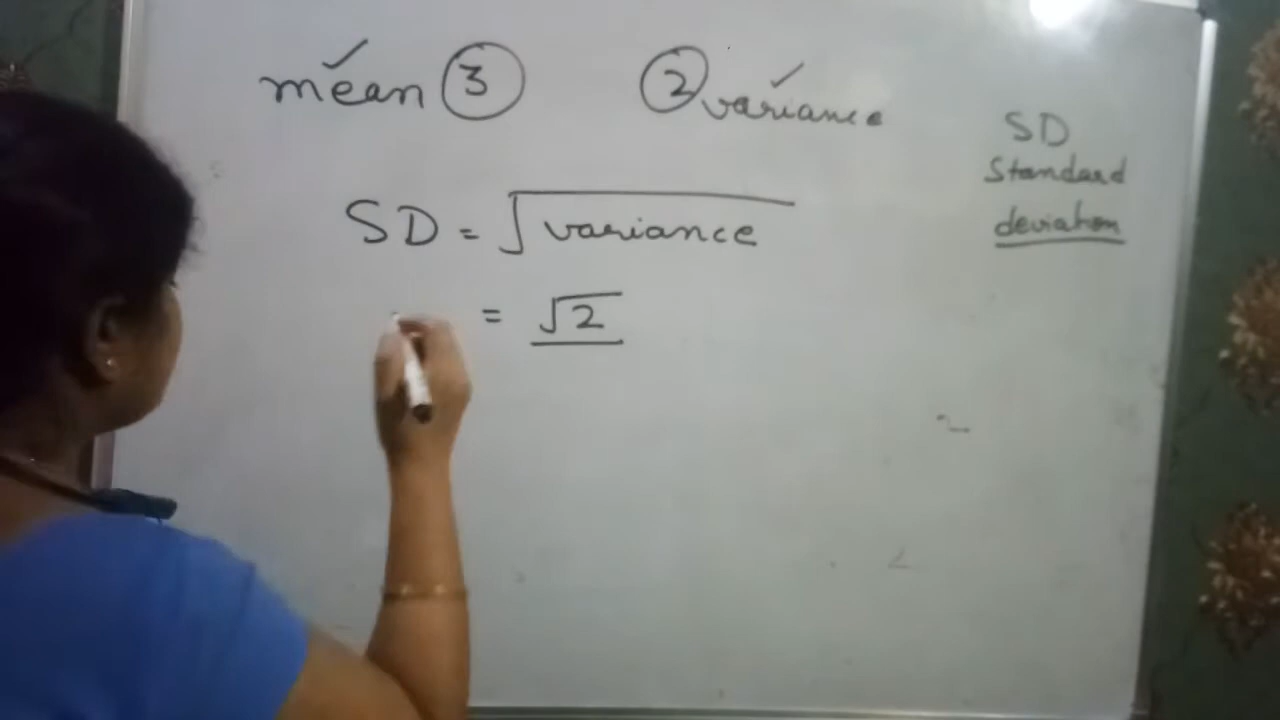 mean 3 2 variance
SD
Standard
deviation
SD = √variance
= √2